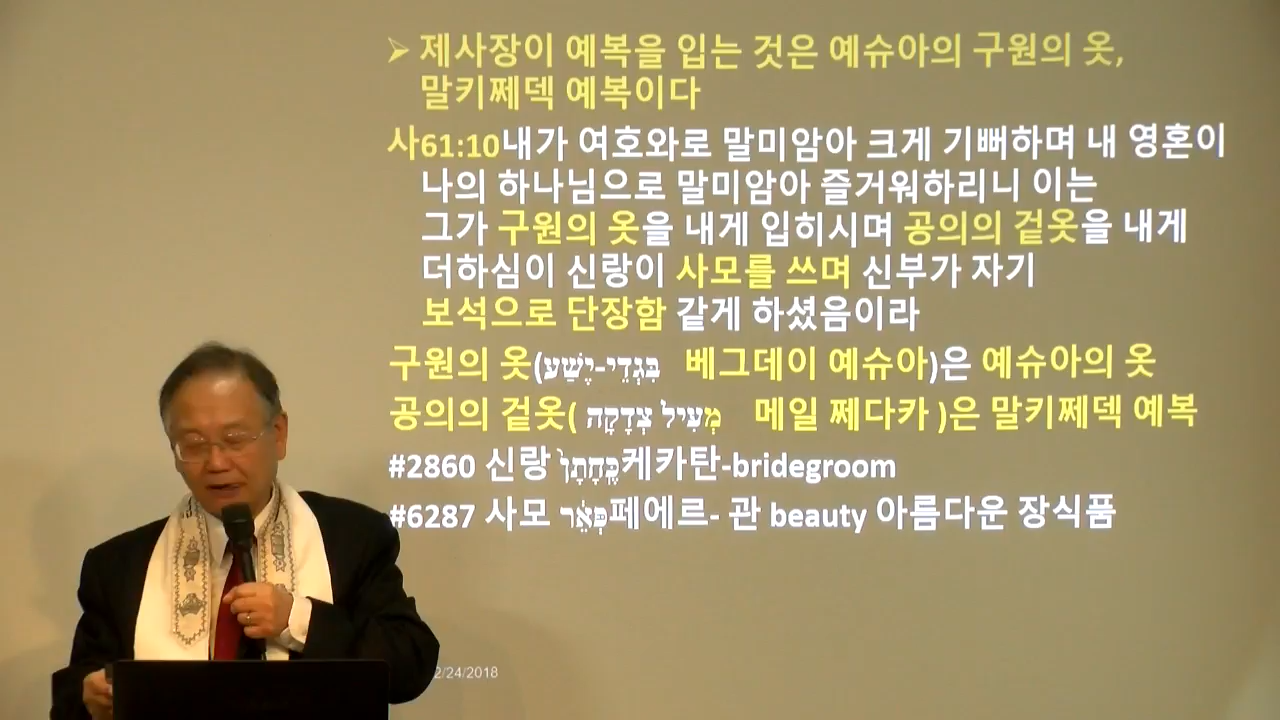 ➢ 제사장이 예복을 입는 것은 예슈아의 구원의 옷,
말키쩨덱 예복이다
사61:10내가 여호와로 말미암아 크게 기뻐하며 내 영혼이
나의 하나님으로 말미암아 즐거워하리니 이는
그가 구원의 옷을 내게 입히시며 공의의 겉옷을 내게
더하심이 신랑이 사모를 쓰며 신부가 자기
보석으로 단장함 같게 하셨음이라
구원의 옷(בִּגְדֵי-יֶשַׁע 베그데이 예슈아)은 예슈아의 옷
공의의 겉옷( מְעִיל צְדָקָה 메일 쩨다카 )은 말키쩨덱 예복
#2860 신랑 כֶּחָתָן케카탄-bridegroom
#6287 사모 פְּאֵר페에르- 관 beauty 아름다운 장식품
2/24/2018